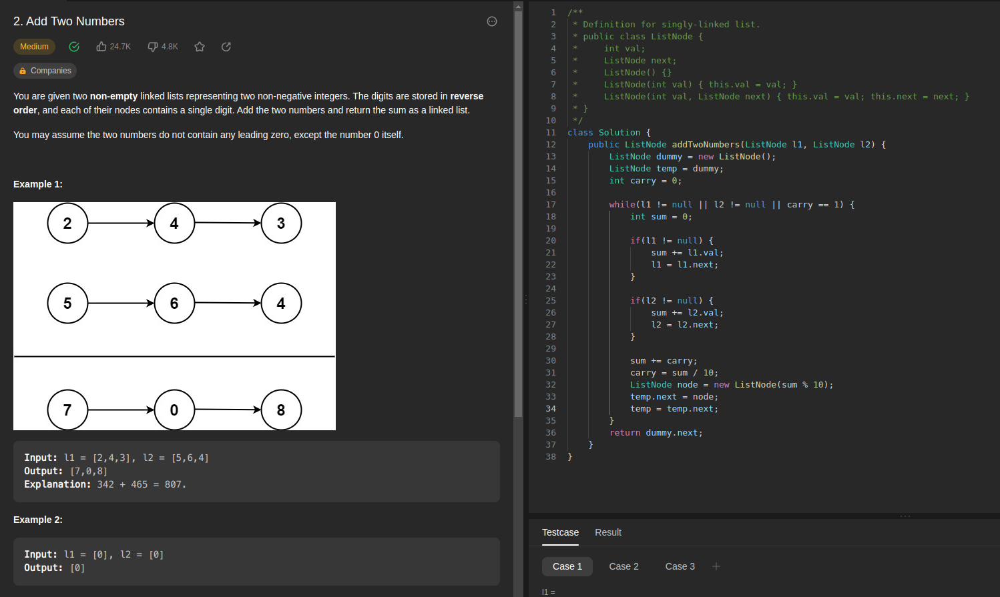 2. Add Two Numbers
Medium 24.7K 4.8K
Companies
You are given two non-empty linked lists representing two non-negative integers. The digits are stored in reverse
order, and each of their nodes contains a single digit. Add the two numbers and return the sum as a linked list.
You may assume the two numbers do not contain any leading zero, except the number 0 itself.
Example 1:
2 4 3
5 6 4
7 0 8
Input: l1 = [2,4,3], l2 = [5,6,4]
Output: [7,0,8]
Explanation: 342 + 465 = 807.
Example 2:
Input: l1 = [0], l2 = [0]
Output: [0]
1 /**
2  * Definition for singly-linked list.
3  * public class ListNode {
4  *     int val;
5  *     ListNode next;
6  *     ListNode() {}
7  *     ListNode(int val) { this.val = val; }
8  *     ListNode(int val, ListNode next) { this.val = val; this.next = next; }
9  * }
10  */
11 class Solution {
12     public ListNode addTwoNumbers(ListNode l1, ListNode l2) {
13         ListNode dummy = new ListNode();
14         ListNode temp = dummy;
15         int carry = 0;
16
17         while(l1 != null || l2 != null || carry == 1) {
18             int sum = 0;
19
20             if(l1 != null) {
21                 sum += l1.val;
22                 l1 = l1.next;
23             }
24
25             if(l2 != null) {
26                 sum += l2.val;
27                 l2 = l2.next;
28             }
29
30             sum += carry;
31             carry = sum / 10;
32             ListNode node = new ListNode(sum % 10);
33             temp.next = node;
34             temp = temp.next;
35         }
36         return dummy.next;
37     }
38 }
Testcase Result
Case 1 Case 2 Case 3
l1 =